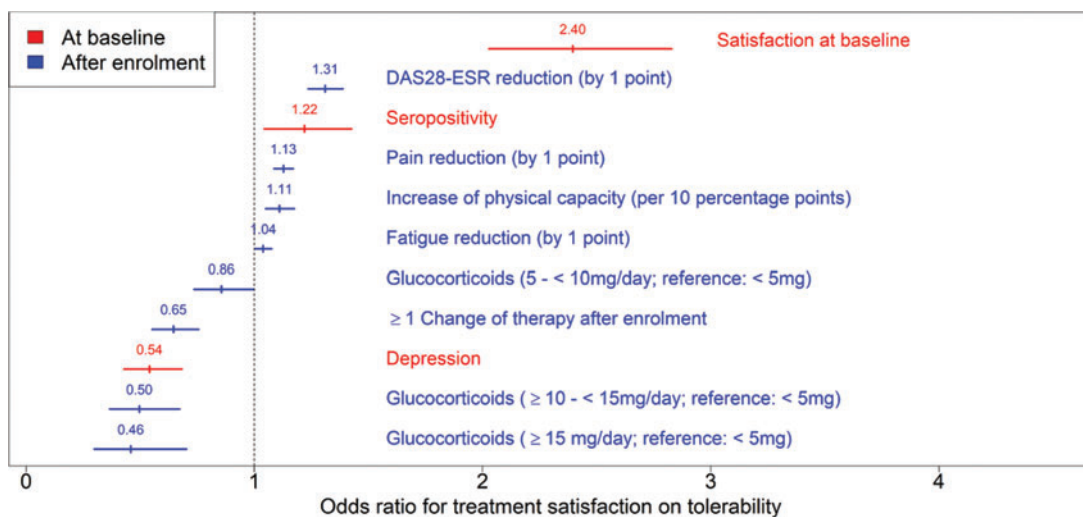 At baseline
After enrolment
2.40
Satisfaction at baseline
1.31
DAS28-ESR reduction (by 1 point)
1.22
Seropositivity
1.13
Pain reduction (by 1 point)
1.11
Increase of physical capacity (per 10 percentage points)
1.04
Fatigue reduction (by 1 point)
0.86
Glucocorticoids (5 - < 10mg/day; reference: < 5mg)
0.65
≥ 1 Change of therapy after enrolment
0.54
Depression
0.50
Glucocorticoids ( ≥ 10 - < 15mg/day; reference: < 5mg)
0.46
Glucocorticoids ( ≥ 15 mg/day; reference: < 5mg)
0 1 2 3 4
Odds ratio for treatment satisfaction on tolerability